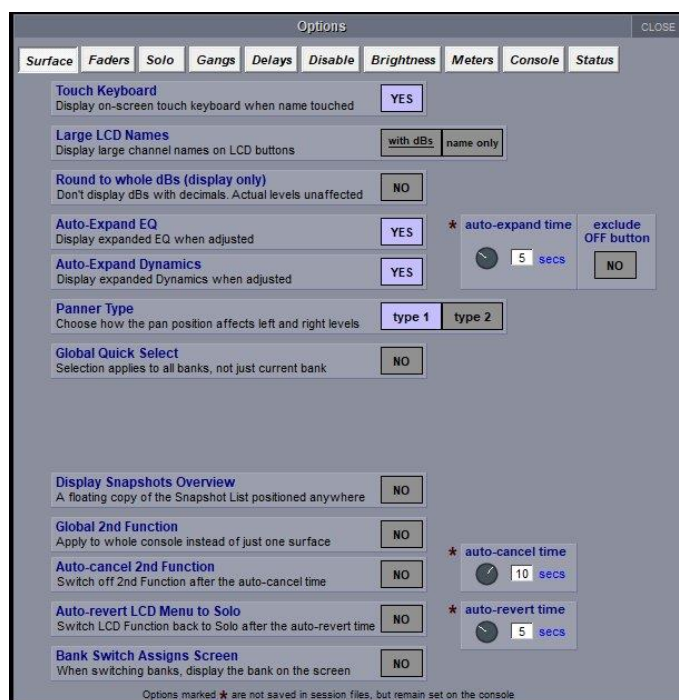 Options
CLOSE
Surface Faders Solo Gangs Delays Disable Brightness Meters Console Status
Touch Keyboard
Display on-screen touch keyboard when name touched
YES
Large LCD Names
Display large channel names on LCD buttons
with dBs name only
Round to whole dBs (display only)
Don't display dBs with decimals. Actual levels unaffected
NO
Auto-Expand EQ
Display expanded EQ when adjusted
YES
* auto-expand time
5 secs
exclude
OFF button
NO
Auto-Expand Dynamics
Display expanded Dynamics when adjusted
YES
Panner Type
Choose how the pan position affects left and right levels
type 1 type 2
Global Quick Select
Selection applies to all banks, not just current bank
NO
Display Snapshots Overview
A floating copy of the Snapshot List positioned anywhere
NO
Global 2nd Function
Apply to whole console instead of just one surface
NO
Auto-cancel 2nd Function
Switch off 2nd Function after the auto-cancel time
NO
* auto-cancel time
10 secs
Auto-revert LCD Menu to Solo
Switch LCD Function back to Solo after the auto-revert time
NO
* auto-revert time
5 secs
Bank Switch Assigns Screen
When switching banks, display the bank on the screen
NO
Options marked * are not saved in session files, but remain set on the console